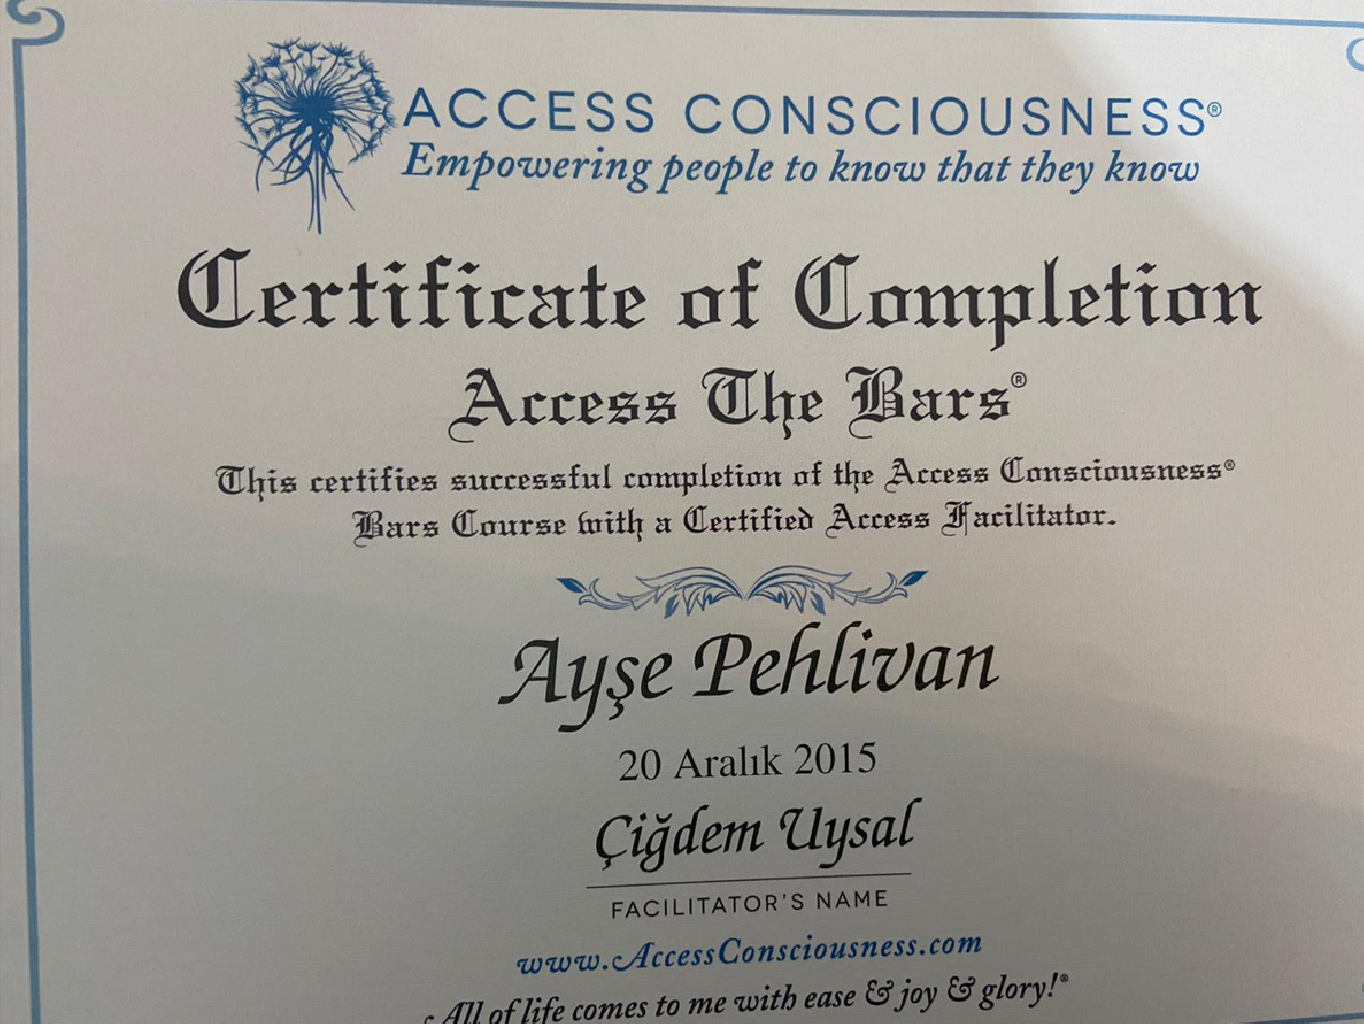 ACCESS CONSCIOUSNESS®
Empowering people to know that they know
Certificate of Completion
Access The Bars®
This certifies successful completion of the Access Consciousness®
Bars Course with a Certified Access Facilitator.
Ayşe Pehlivan
20 Aralık 2015
Çiğdem Uysal
FACILITATOR'S NAME
www.AccessConsciousness.com
All of life comes to me with ease & joy & glory!®